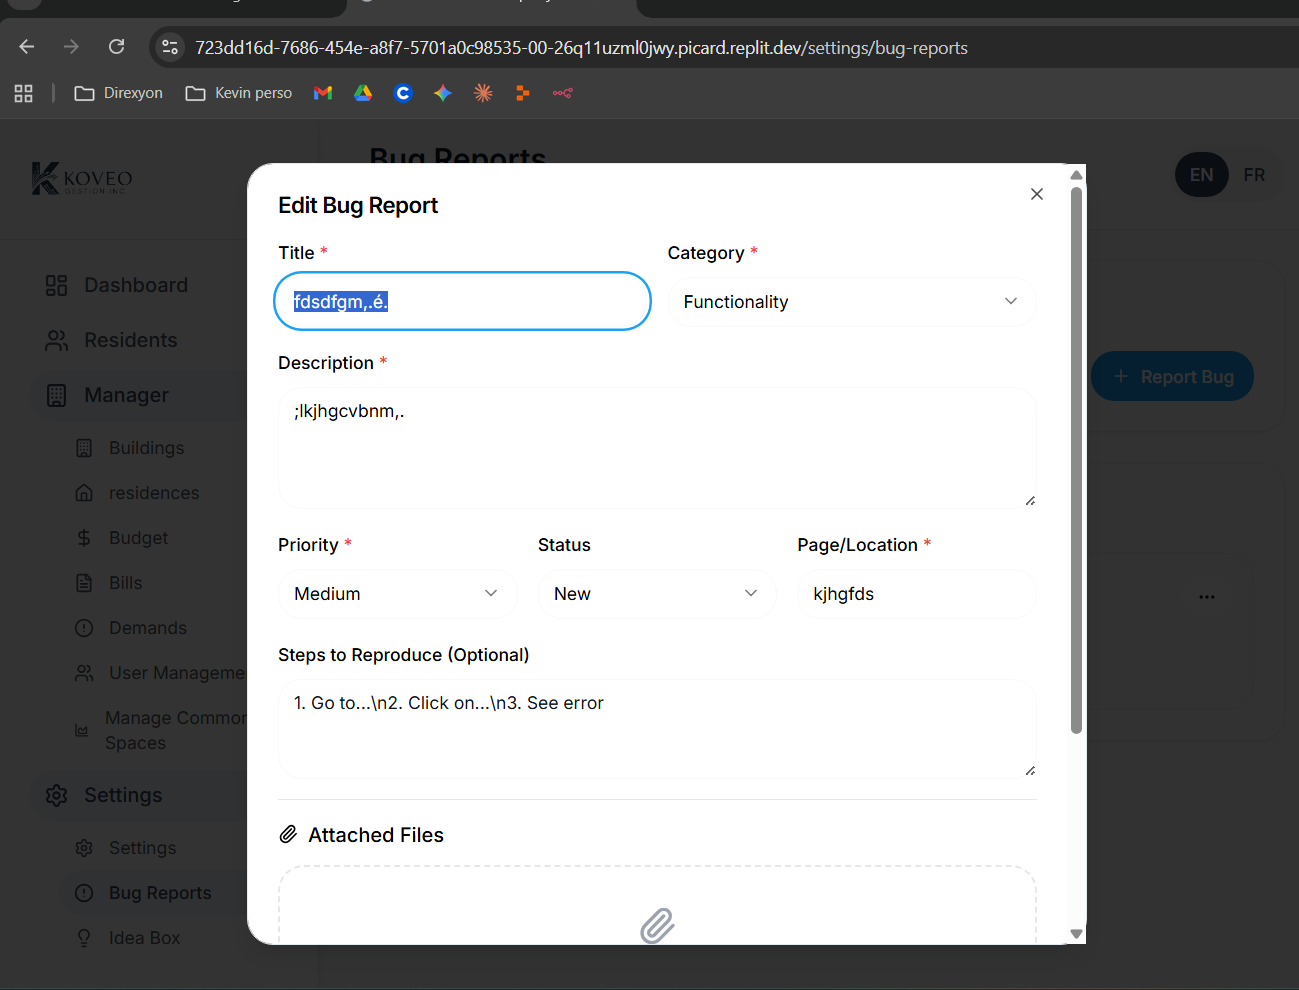 723dd16d-7686-454e-a8f7-5701a0c98535-00-26q11uzml0jwy.picard.replit.dev/settings/bug-reports
Direxyon
Kevin perso
KOVEO
GESTION INC.
Bug Reports
EN
FR
Dashboard
Residents
Manager
Buildings
residences
Budget
Bills
Demands
User Manageme
Manage Common
Spaces
Settings
Settings
Bug Reports
Idea Box
+ Report Bug
Edit Bug Report
Title *
Category *
fdsdfgm,.é.
Functionality
Description *
;lkjhgcvbnm,.
Priority *
Status
Page/Location *
Medium
New
kjhgfds
Steps to Reproduce (Optional)
1. Go to...\n2. Click on...\n3. See error
Attached Files